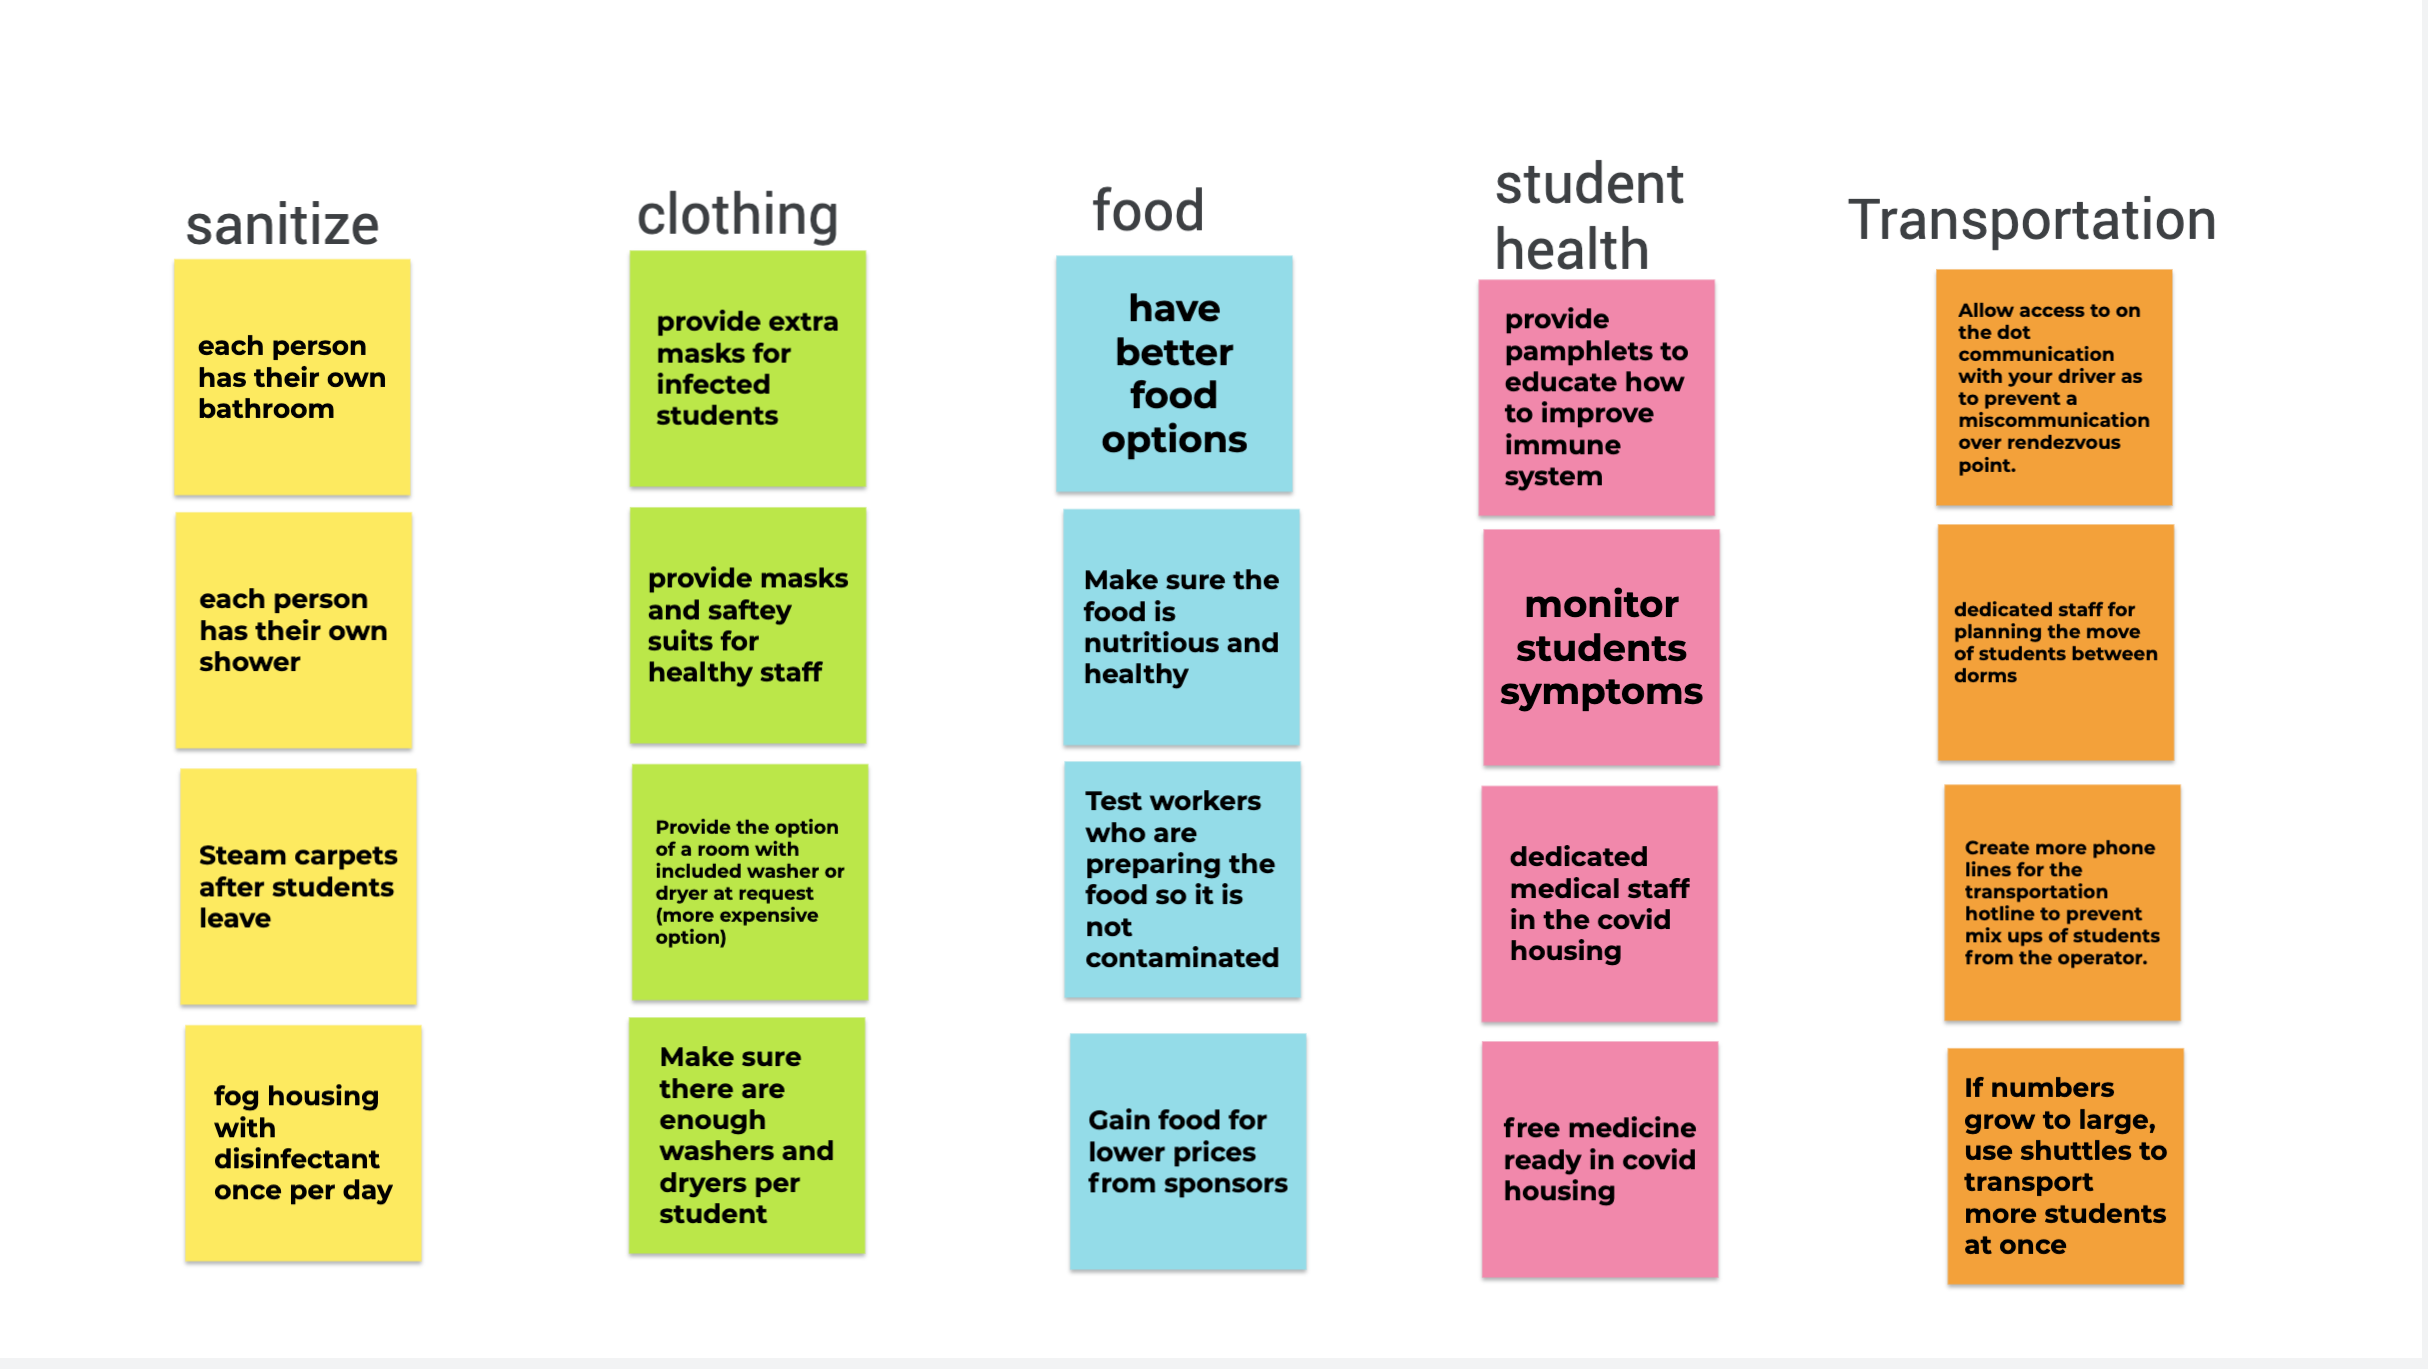 sanitize
each person
has their own
bathroom
each person
has their own
shower
Steam carpets
after students
leave
fog housing
with
disinfectant
once per day
clothing
provide extra
masks for
infected
students
provide masks
and saftey
suits for
healthy staff
Provide the option
of a room with
included washer or
dryer at request
(more expensive
option)
Make sure
there are
enough
washers and
dryers per
student
food
have
better
food
options
Make sure the
food is
nutritious and
healthy
Test workers
who are
preparing the
food so it is
not
contaminated
Gain food for
lower prices
from sponsors
student
health
provide
pamphlets to
educate how
to improve
immune
system
monitor
students
symptoms
dedicated
medical staff
in the covid
housing
free medicine
ready in covid
housing
Transportation
Allow access to on
the dot
communication
with your driver as
to prevent a
miscommunication
over rendezvous
point.
dedicated staff for
planning the move
of students between
dorms
Create more phone
lines for the
transportation
hotline to prevent
mix ups of students
from the operator.
If numbers
grow to large,
use shuttles to
transport
more students
at once